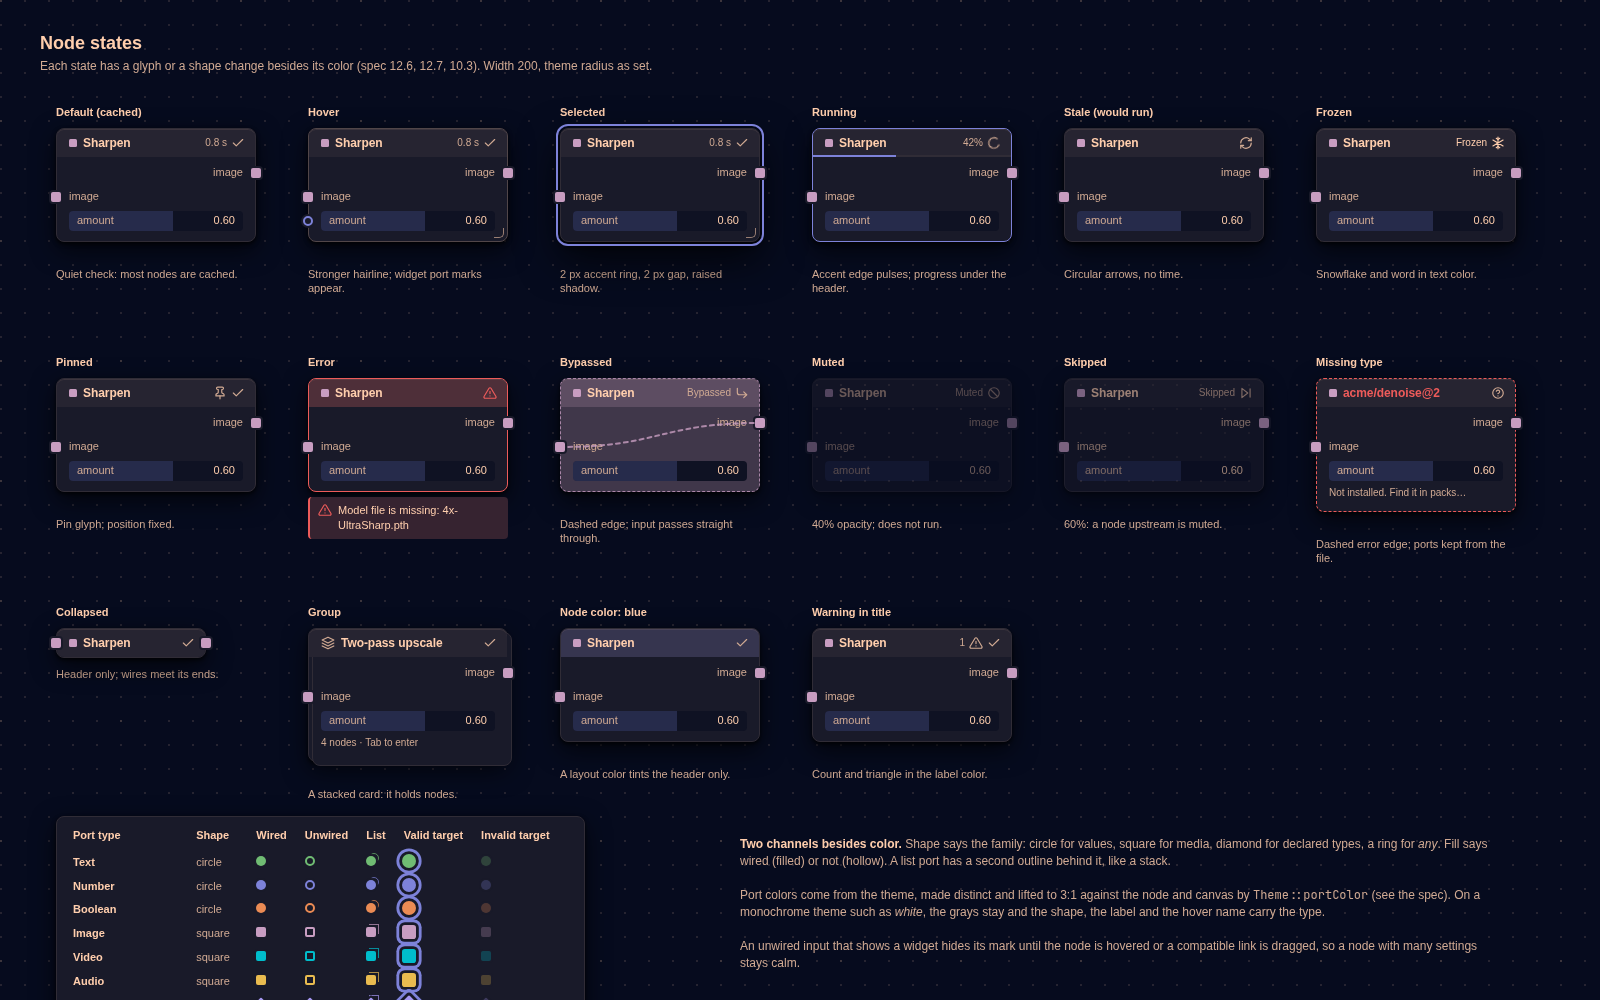 Node states
Each state has a glyph or a shape change besides its color (spec 12.6, 12.7, 10.3). Width 200, theme radius as set.
Default (cached)
Sharpen 0.8 s
image
image
amount 0.60
Quiet check: most nodes are cached.
Hover
Sharpen 0.8 s
image
image
amount 0.60
Stronger hairline; widget port marks
appear.
Selected
Sharpen 0.8 s
image
image
amount 0.60
2 px accent ring, 2 px gap, raised
shadow.
Running
Sharpen 42%
image
image
amount 0.60
Accent edge pulses; progress under the
header.
Stale (would run)
Sharpen
image
image
amount 0.60
Circular arrows, no time.
Frozen
Sharpen Frozen
image
image
amount 0.60
Snowflake and word in text color.
Pinned
Sharpen
image
image
amount 0.60
Pin glyph; position fixed.
Error
Sharpen
image
image
amount 0.60
Model file is missing: 4x-
UltraSharp.pth
Bypassed
Sharpen Bypassed
image
image
amount 0.60
Dashed edge; input passes straight
through.
Muted
Sharpen Muted
image
image
amount 0.60
40% opacity; does not run.
Skipped
Sharpen Skipped
image
image
amount 0.60
60%: a node upstream is muted.
Missing type
acme/denoise@2
image
image
amount 0.60
Not installed. Find it in packs…
Dashed error edge; ports kept from the
file.
Collapsed
Sharpen
Header only; wires meet its ends.
Group
Two-pass upscale
image
image
amount 0.60
4 nodes · Tab to enter
A stacked card: it holds nodes.
Node color: blue
Sharpen
image
image
amount 0.60
A layout color tints the header only.
Warning in title
Sharpen 1
image
image
amount 0.60
Count and triangle in the label color.
Port type Shape Wired Unwired List Valid target Invalid target
Text circle
Number circle
Boolean circle
Image square
Video square
Audio square
Two channels besides color. Shape says the family: circle for values, square for media, diamond for declared types, a ring for any. Fill says
wired (filled) or not (hollow). A list port has a second outline behind it, like a stack.
Port colors come from the theme, made distinct and lifted to 3:1 against the node and canvas by Theme::portColor (see the spec). On a
monochrome theme such as white, the grays stay and the shape, the label and the hover name carry the type.
An unwired input that shows a widget hides its mark until the node is hovered or a compatible link is dragged, so a node with many settings
stays calm.